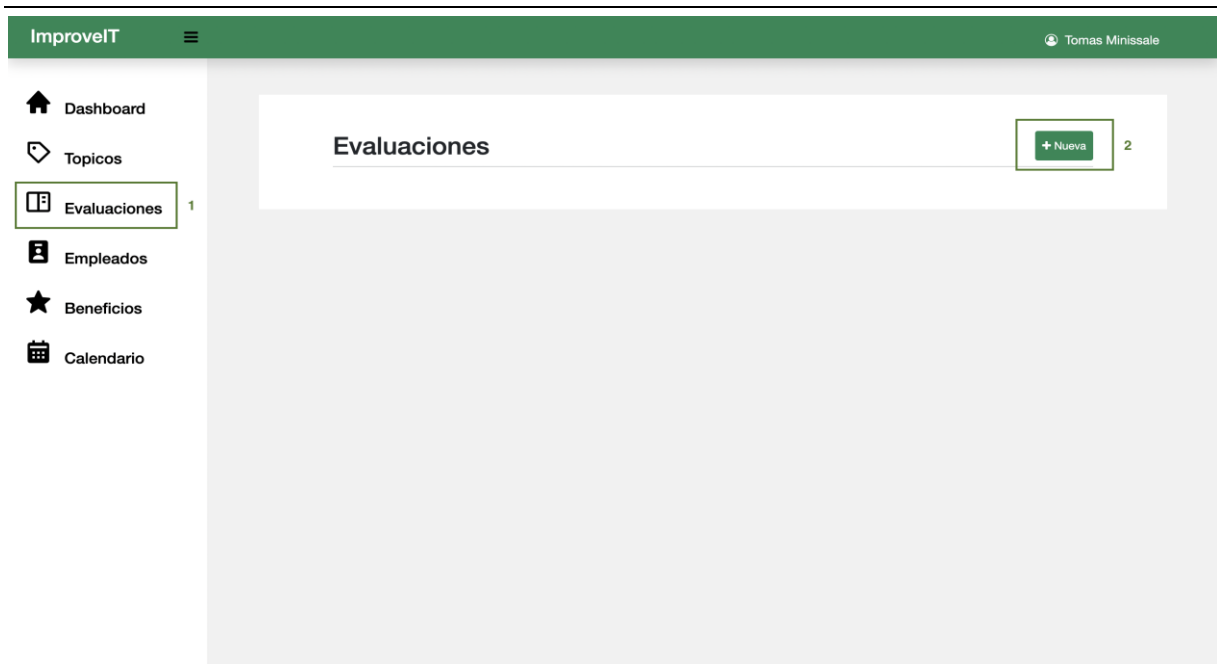 ImproveIT
Tomas Minissale
Dashboard
Topicos
Evaluaciones 1
Empleados
Beneficios
Calendario
Evaluaciones
+ Nueva 2